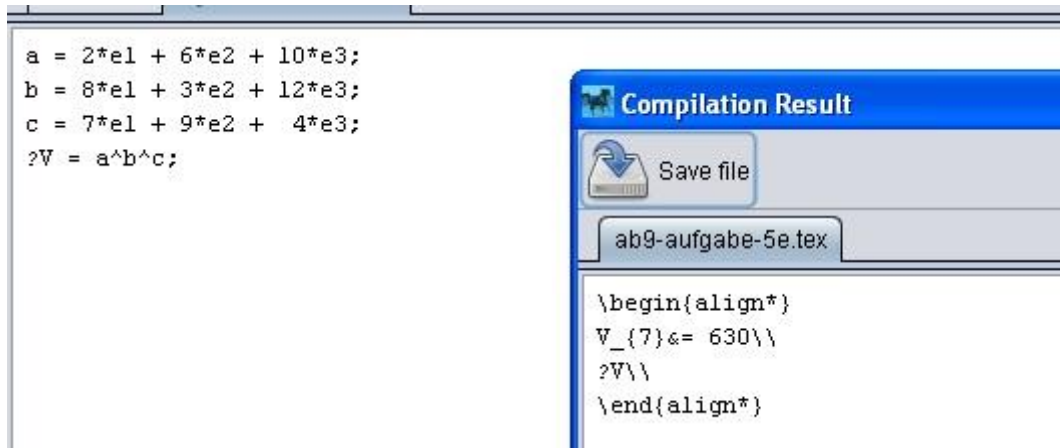 a = 2*e1 + 6*e2 + 10*e3;
b = 8*e1 + 3*e2 + 12*e3;
c = 7*e1 + 9*e2 +  4*e3;
?V = a^b^c;
Compilation Result
Save file
ab9-aufgabe-5e.tex
\begin{align*}
V_{7}&= 630\\
?V\\
\end{align*}